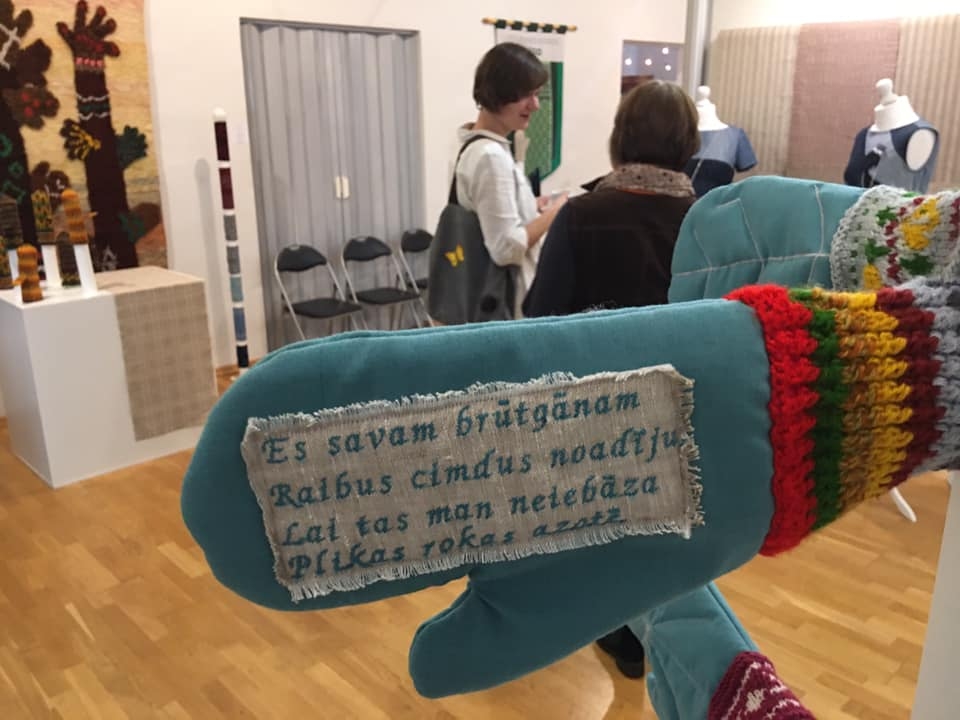 Es savam brūtgānam
Raibus cimdus noadīju
Lai tas man neiebāza
Plikas rokas azotē